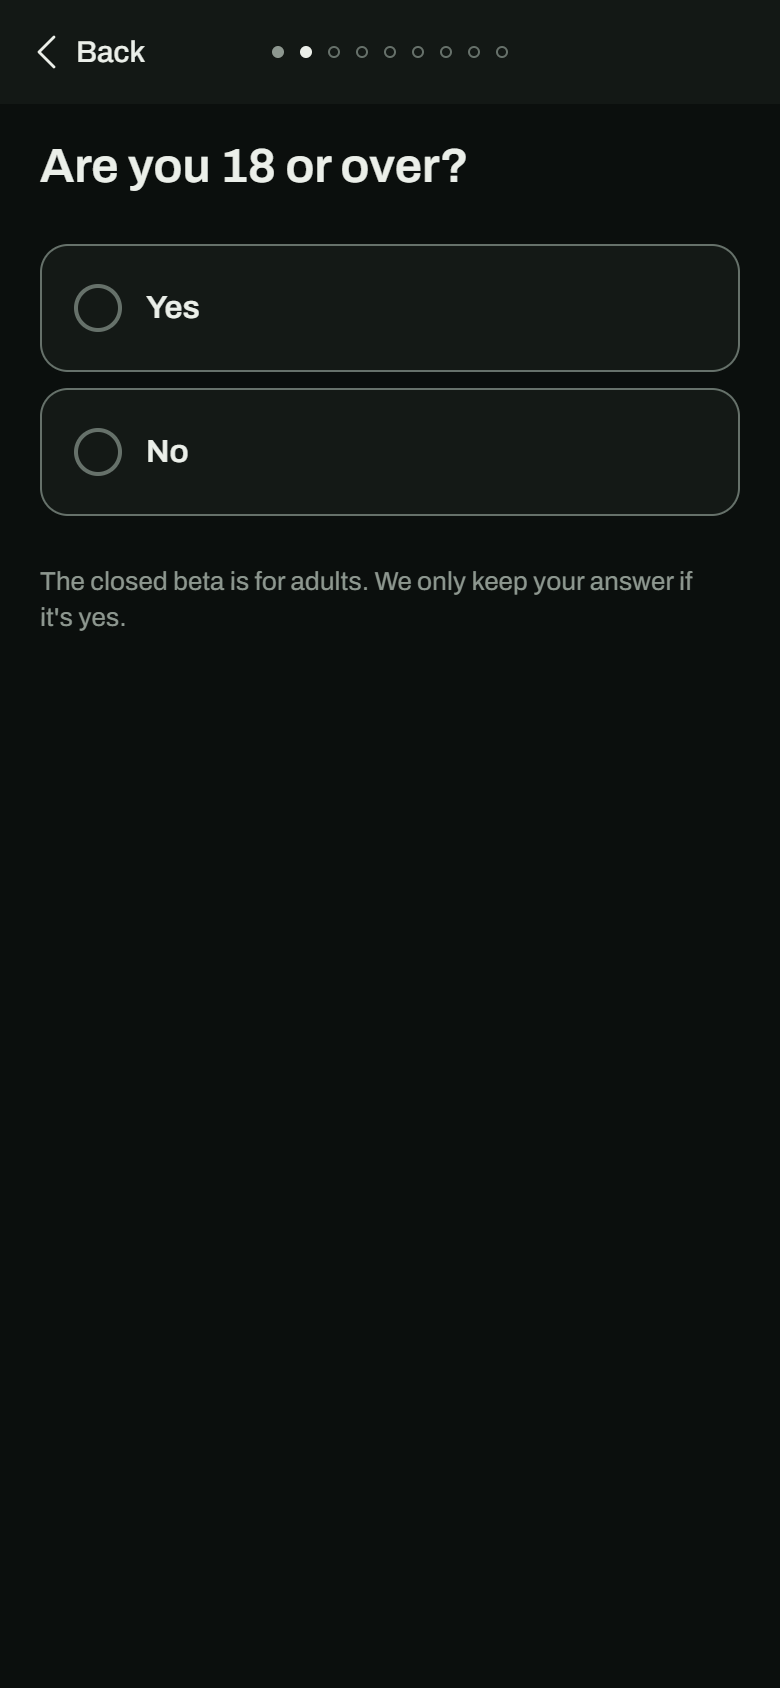 Back
Are you 18 or over?
Yes
No
The closed beta is for adults. We only keep your answer if
it's yes.